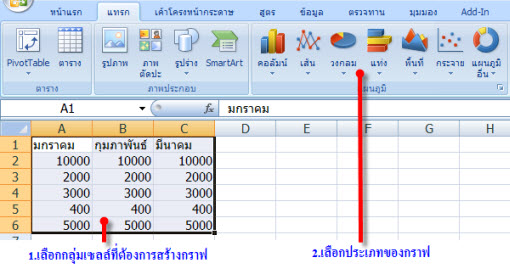 หน้าแรก แทรก เค้าโครงหน้ากระดาษ สูตร ข้อมูล ตรวจทาน มุมมอง Add-In
PivotTable ตาราง รูปภาพ ภาพตัดปะ รูปร่าง SmartArt คอลัมน์ เส้น วงกลม แท่ง พื้นที่ กระจาย แผนภูมิอื่นๆ
ตาราง ภาพประกอบ แผนภูมิ
A1 fx มกราคม
A B C D E F G H
1 มกราคม กุมภาพันธ์ มีนาคม
2 10000 10000 10000
3 2000 2000 2000
4 3000 3000 3000
5 400 400 400
6 5000 5000 5000
1.เลือกกลุ่มเซลล์ที่ต้องการสร้างกราฟ
2.เลือกประเภทของกราฟ